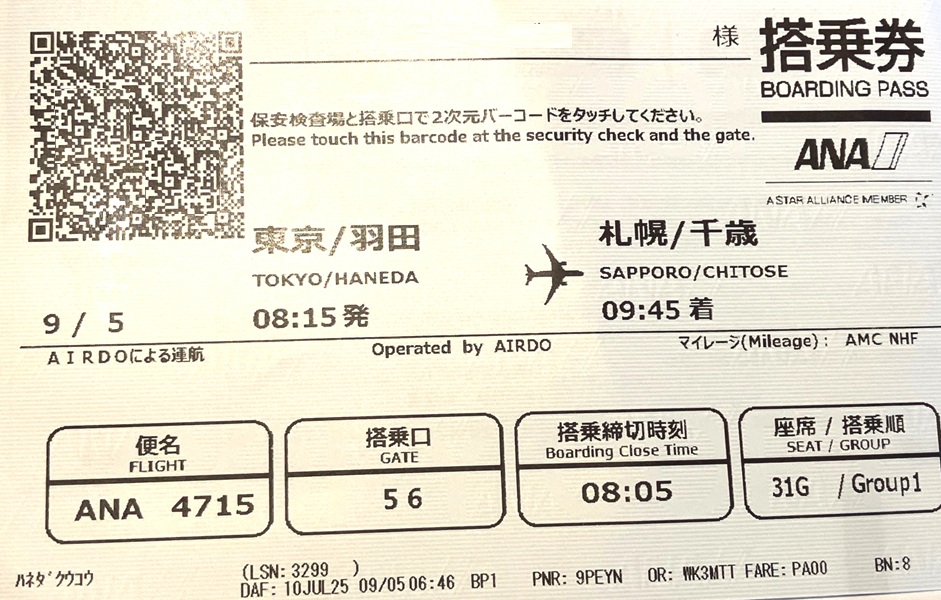 様
搭乗券
BOARDING PASS
保安検査場と搭乗口で2次元バーコードをタッチしてください。
Please touch this barcode at the security check and the gate.
ANA
A STAR ALLIANCE MEMBER
東京/羽田
札幌/千歳
TOKYO/HANEDA
SAPPORO/CHITOSE
9 / 5
08:15 発
09:45 着
AIRDOによる運航
Operated by AIRDO
マイレージ(Mileage): AMC NHF
便名
FLIGHT
ANA 4715
搭乗口
GATE
56
搭乗締切時刻
Boarding Close Time
08:05
座席 / 搭乗順
SEAT / GROUP
31G / Group1
ﾊﾈﾀﾞｸｳｺｳ
(LSN: 3299 )
DAF: 10JUL25 09/05 06:46 BP1 PNR: 9PEYN OR: WK3MTT FARE: PA00 BN:8